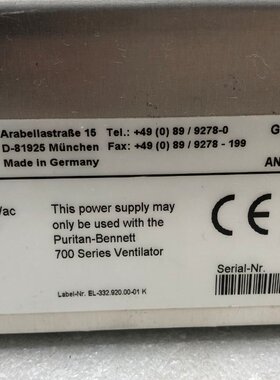 Arabellastraße 15 Tel.: +49 (0) 89 / 9278-0 G
D-81925 München Fax: +49 (0) 89 / 9278 - 199
Made in Germany AN
Vac
This power supply may
only be used with the
Puritan-Bennett
700 Series Ventilator
CE
Serial-Nr.
Label-Nr. EL-332.920.00-01 K